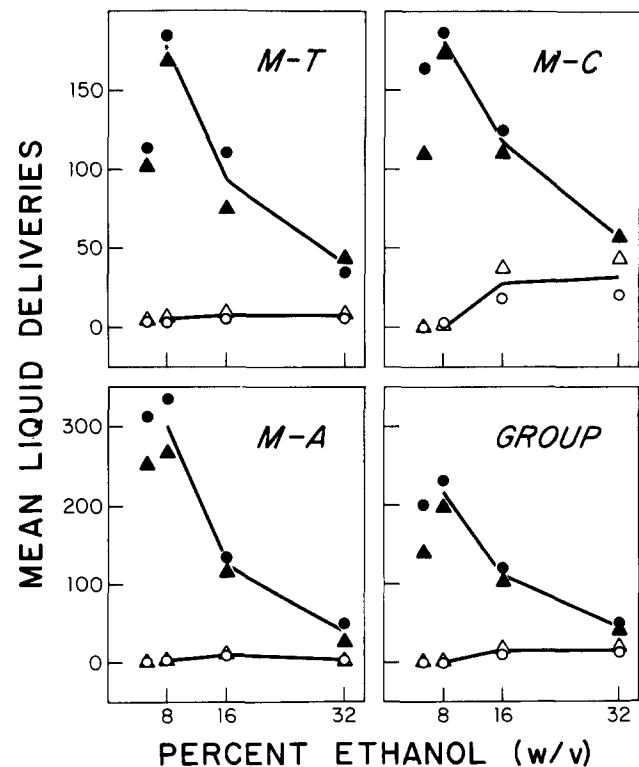 MEAN LIQUID DELIVERIES
M-T
M-C
150
100
50
0
M-A
GROUP
300
200
100
0
8 16 32 8 16 32
PERCENT ETHANOL (w/v)